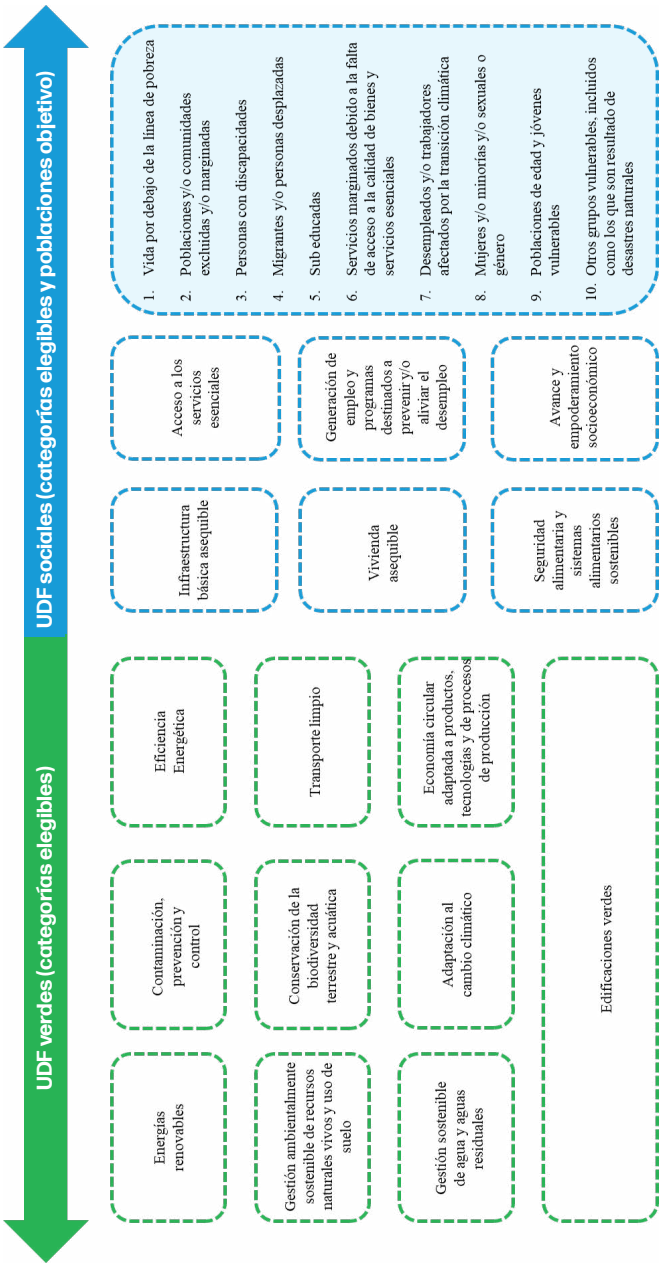 UDF verdes (categorías elegibles)
UDF sociales (categorías elegibles y poblaciones objetivo)
Energías
renovables
Contaminación,
prevención y
control
Eficiencia
Energética
Gestión ambientalmente
sostenible de recursos
naturales vivos y uso de
suelo
Conservación de la
biodiversidad
terrestre y acuática
Transporte limpio
Gestión sostenible
de agua y aguas
residuales
Adaptación al
cambio climático
Economía circular
adaptada a productos,
tecnologías y de procesos
de producción
Edificaciones verdes
Infraestructura
básica asequible
Acceso a los
servicios
esenciales
Vivienda
asequible
Generación de
empleo y
programas
destinados a
prevenir y/o
aliviar el
desempleo
Seguridad
alimentaria y
sistemas
alimentarios
sostenibles
Avance y
empoderamiento
socioeconómico
1. Vida por debajo de la línea de pobreza
2. Poblaciones y/o comunidades
excluidas y/o marginadas
3. Personas con discapacidades
4. Migrantes y/o personas desplazadas
5. Sub educadas
6. Servicios marginados debido a la falta
de acceso a la calidad de bienes y
servicios esenciales
7. Desempleados y/o trabajadores
afectados por la transición climática
8. Mujeres y/o minorías y/o sexuales o
género
9. Poblaciones de edad y jóvenes
vulnerables
10. Otros grupos vulnerables, incluidos
como los que son resultado de
desastres naturales